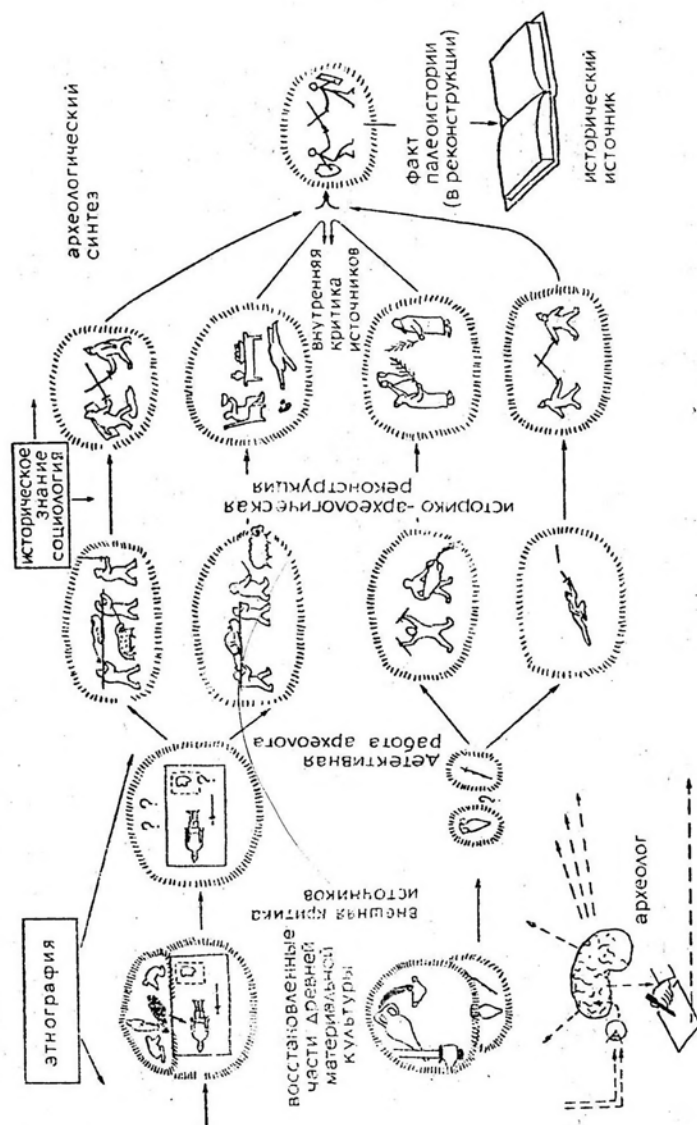 этнография
восстановленные
части древней
материальной
культуры
внешняя критика
источников
археолог
детективная
работа археолога
историческое
знание
социология
историко-археологическая
реконструкция
археологический
синтез
внутренняя
критика
источников
факт
палеоистории
(в реконструкции)
исторический
источник
? ?
?
?